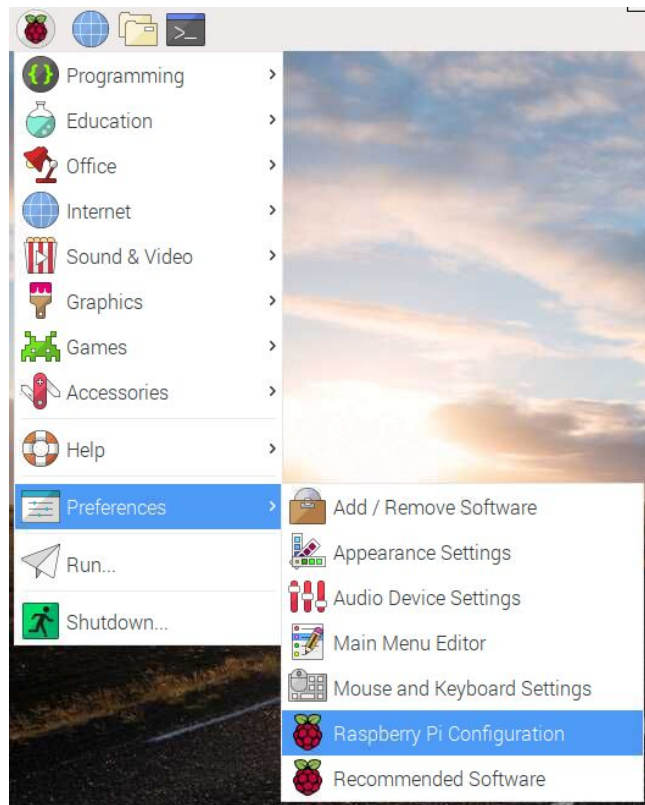 >_
Programming
Education
Office
Internet
Sound & Video
Graphics
Games
Accessories
Help
Preferences
Run...
Shutdown...
Add / Remove Software
Appearance Settings
Audio Device Settings
Main Menu Editor
Mouse and Keyboard Settings
Raspberry Pi Configuration
Recommended Software